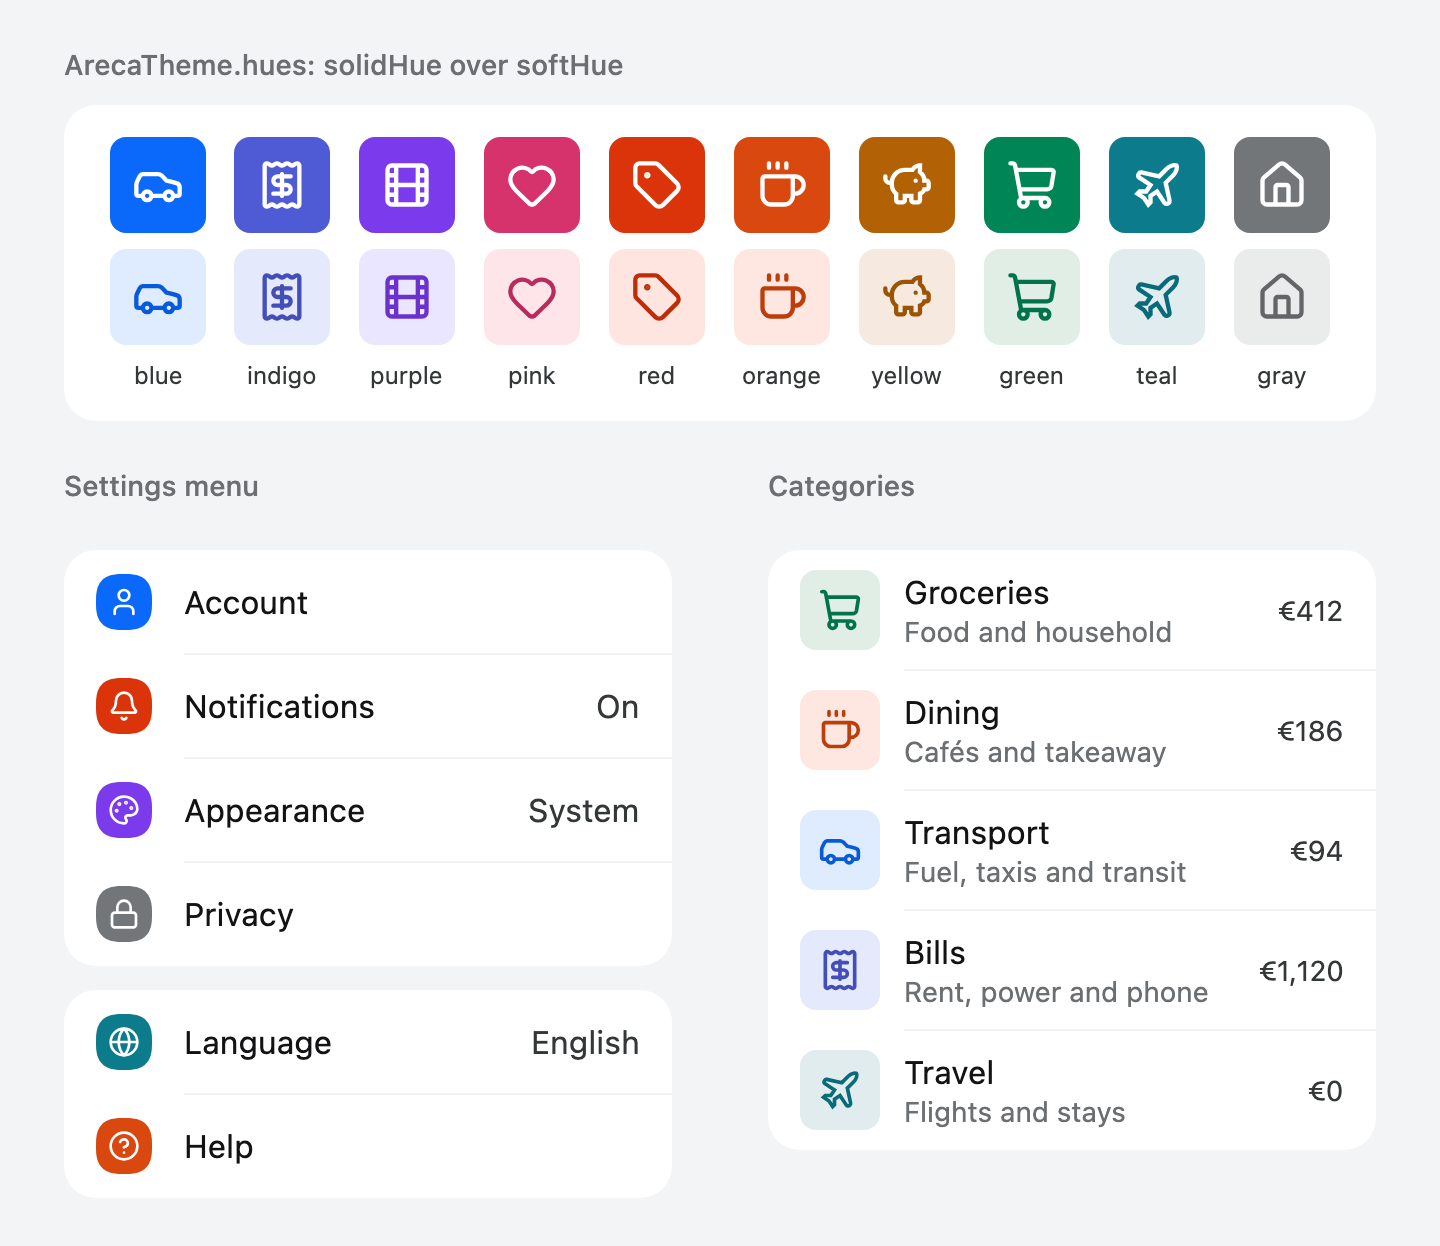 ArecaTheme.hues: solidHue over softHue
blue indigo purple pink red orange yellow green teal gray
Settings menu
Account
Notifications On
Appearance System
Privacy
Language English
Help
Categories
Groceries €412
Food and household
Dining €186
Cafés and takeaway
Transport €94
Fuel, taxis and transit
Bills €1,120
Rent, power and phone
Travel €0
Flights and stays